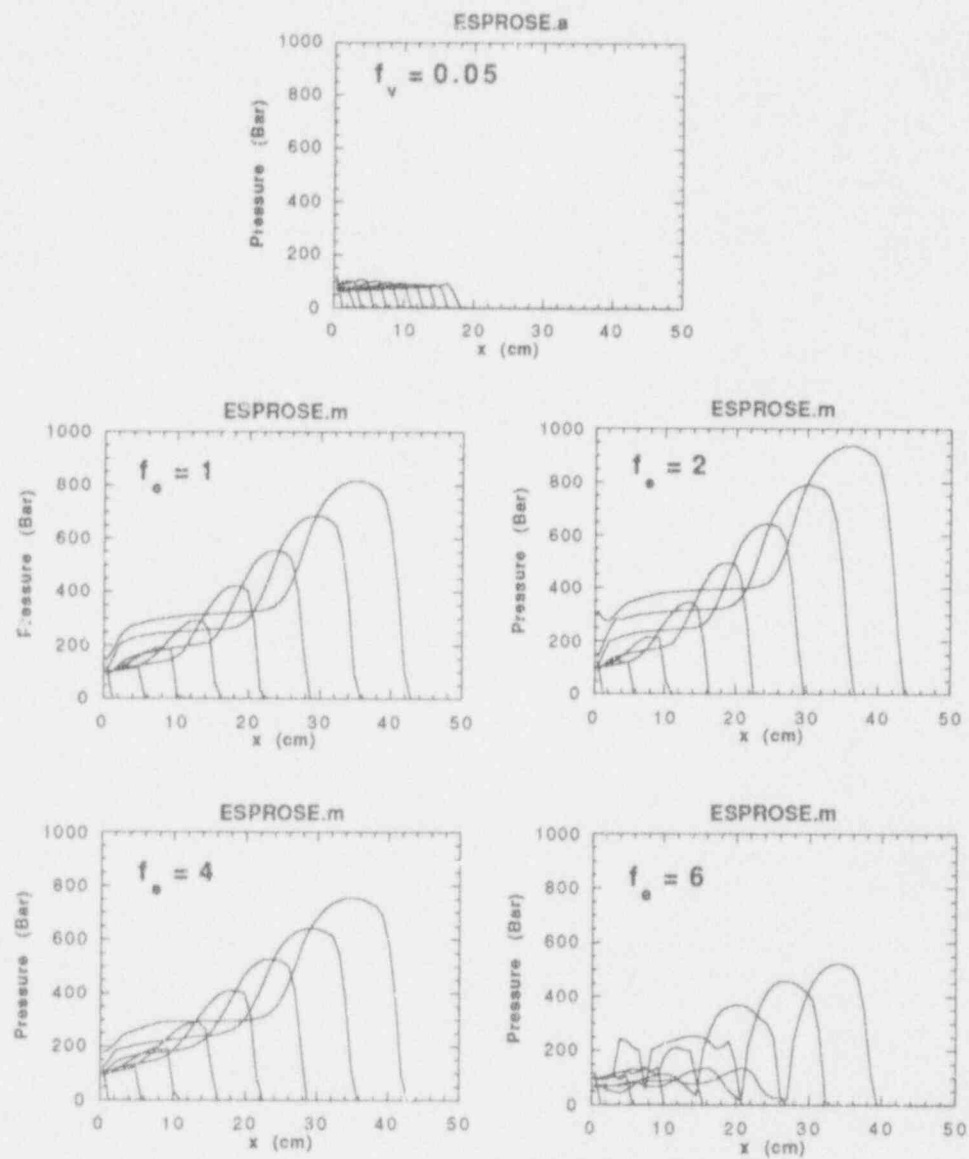 ESPROSE.a
1000
800
600
400
200
0
Pressure (Bar)
f_v = 0.05
0 10 20 30 40 50
x (cm)
ESPROSE.m
1000
800
600
400
200
0
Pressure (Bar)
f_e = 1
0 10 20 30 40 50
x (cm)
ESPROSE.m
1000
800
600
400
200
0
Pressure (Bar)
f_e = 2
0 10 20 30 40 50
x (cm)
ESPROSE.m
1000
800
600
400
200
0
Pressure (Bar)
f_e = 4
0 10 20 30 40 50
x (cm)
ESPROSE.m
1000
800
600
400
200
0
Pressure (Bar)
f_e = 6
0 10 20 30 40 50
x (cm)